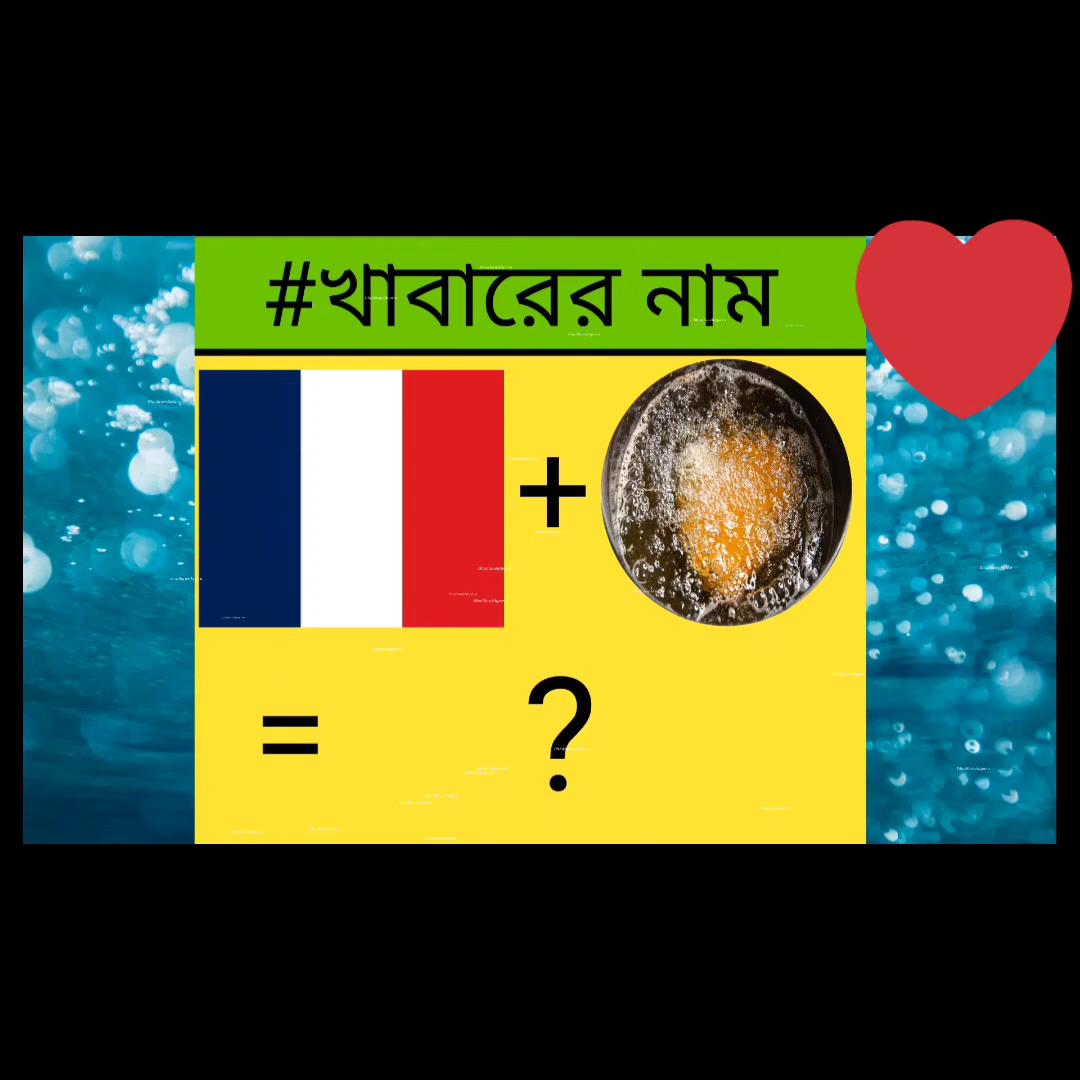 #খাবারের নাম
+
= ?